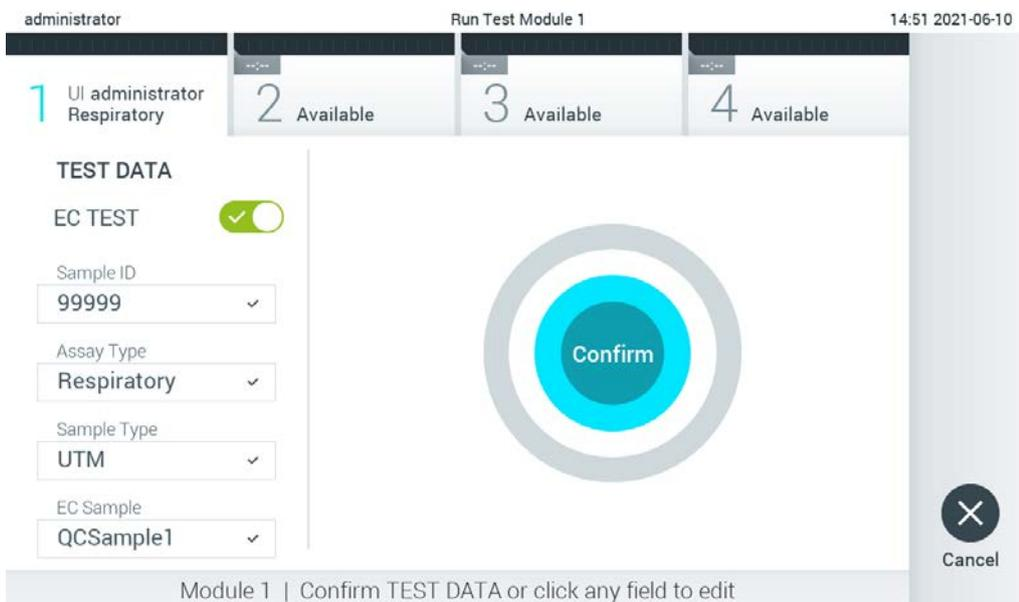 administrator
Run Test Module 1
14:51 2021-06-10
1 UI administrator
Respiratory
--:--
2 Available
--:--
3 Available
--:--
4 Available
TEST DATA
EC TEST
Sample ID
99999
Assay Type
Respiratory
Sample Type
UTM
EC Sample
QCSample1
Confirm
Cancel
Module 1 | Confirm TEST DATA or click any field to edit